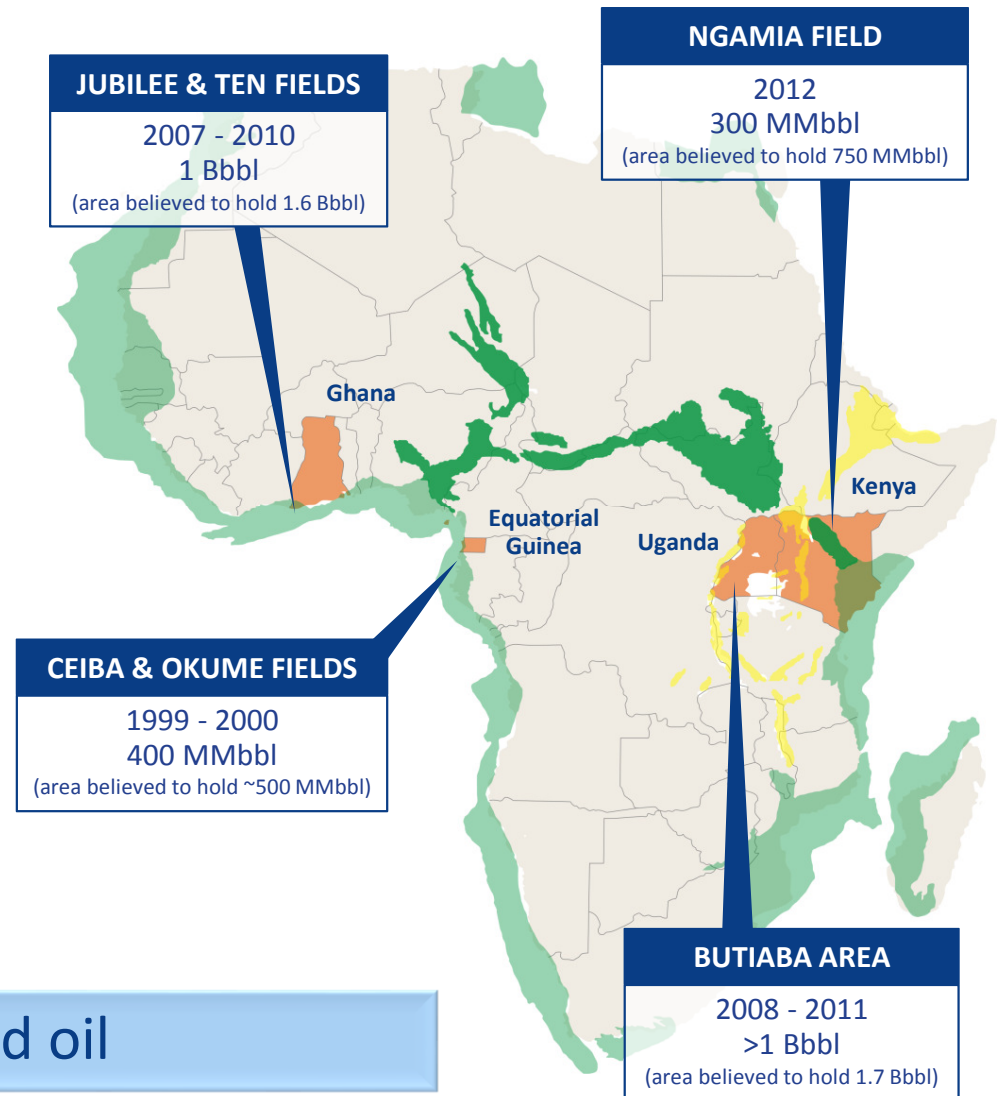 NGAMIA FIELD
2012
300 MMbbl
(area believed to hold 750 MMbbl)
JUBILEE & TEN FIELDS
2007 - 2010
1 Bbbl
(area believed to hold 1.6 Bbbl)
Ghana
Kenya
Equatorial
Guinea
Uganda
CEIBA & OKUME FIELDS
1999 - 2000
400 MMbbl
(area believed to hold ~500 MMbbl)
BUTIABA AREA
2008 - 2011
>1 Bbbl
(area believed to hold 1.7 Bbbl)
d oil